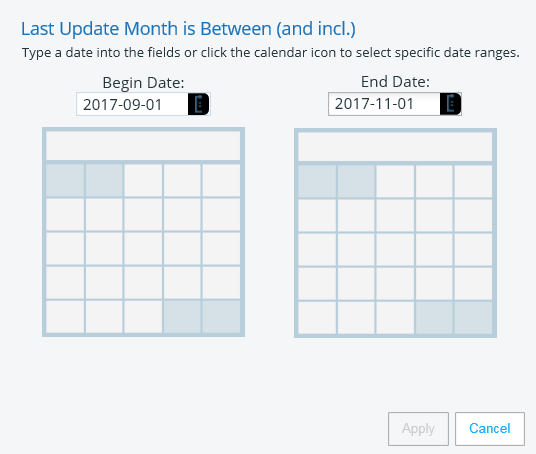 Last Update Month is Between (and incl.)
Type a date into the fields or click the calendar icon to select specific date ranges.
Begin Date:
2017-09-01
End Date:
2017-11-01
Apply
Cancel